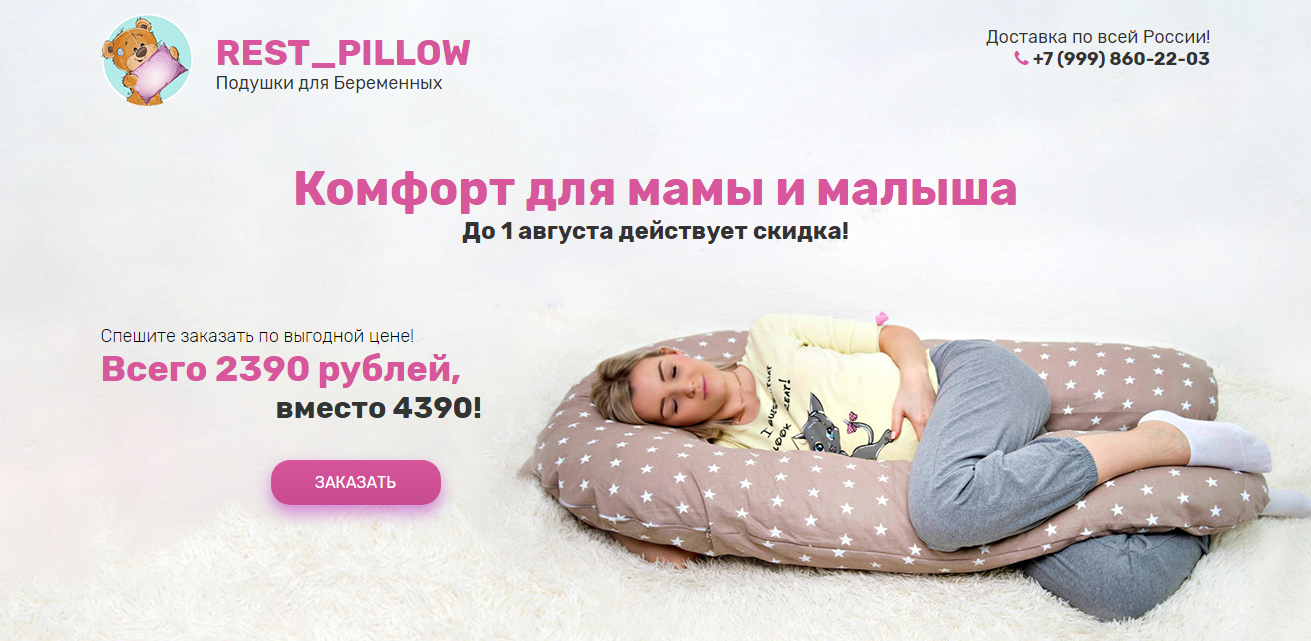 REST_PILLOW
Подушки для Беременных
Доставка по всей России!
+7 (999) 860-22-03
Комфорт для мамы и малыша
До 1 августа действует скидка!
Спешите заказать по выгодной цене!
Всего 2390 рублей,
вместо 4390!
ЗАКАЗАТЬ
LOOK